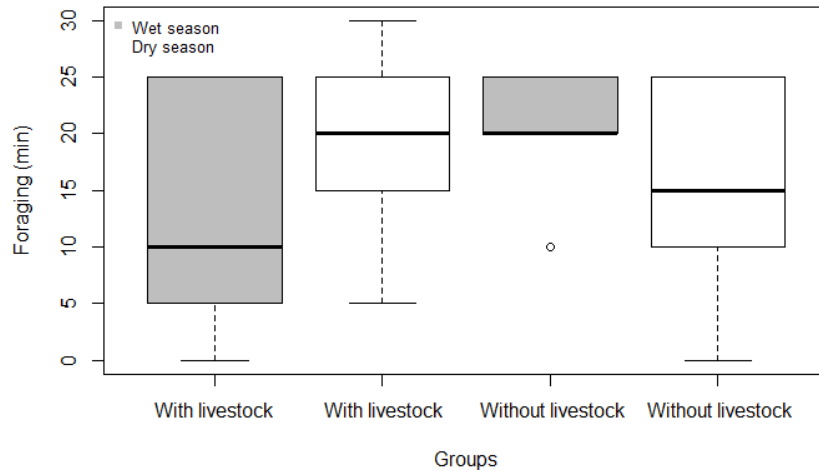 Wet season
Dry season
Foraging (min)
30
25
20
15
10
5
0
With livestock With livestock Without livestock Without livestock
Groups